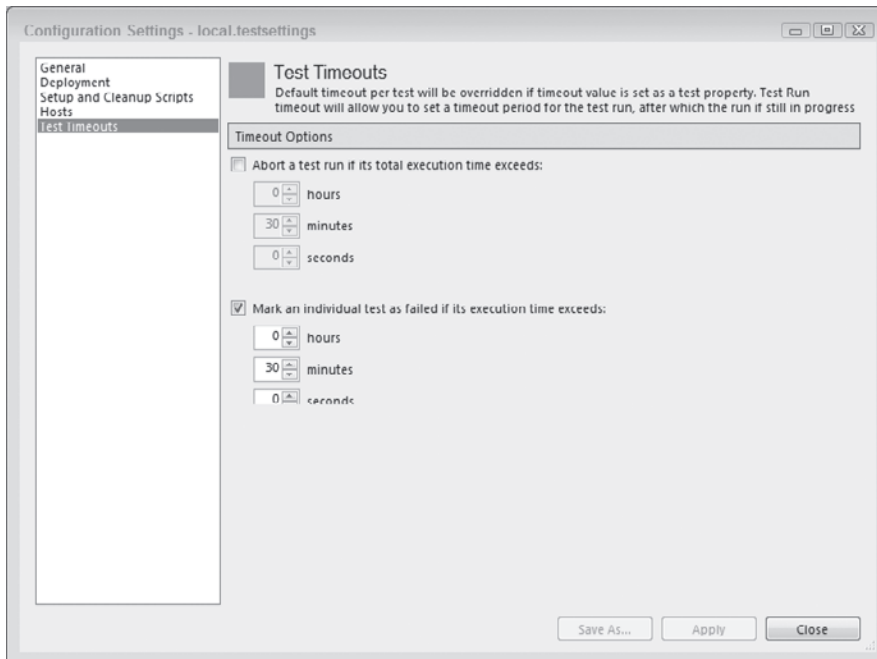 Configuration Settings - local.testsettings
General
Deployment
Setup and Cleanup Scripts
Hosts
Test Timeouts
Test Timeouts
Default timeout per test will be overridden if timeout value is set as a test property. Test Run
timeout will allow you to set a timeout period for the test run, after which the run if still in progress
Timeout Options
Abort a test run if its total execution time exceeds:
0 hours
30 minutes
0 seconds
Mark an individual test as failed if its execution time exceeds:
0 hours
30 minutes
0 seconds
Save As...
Apply
Close